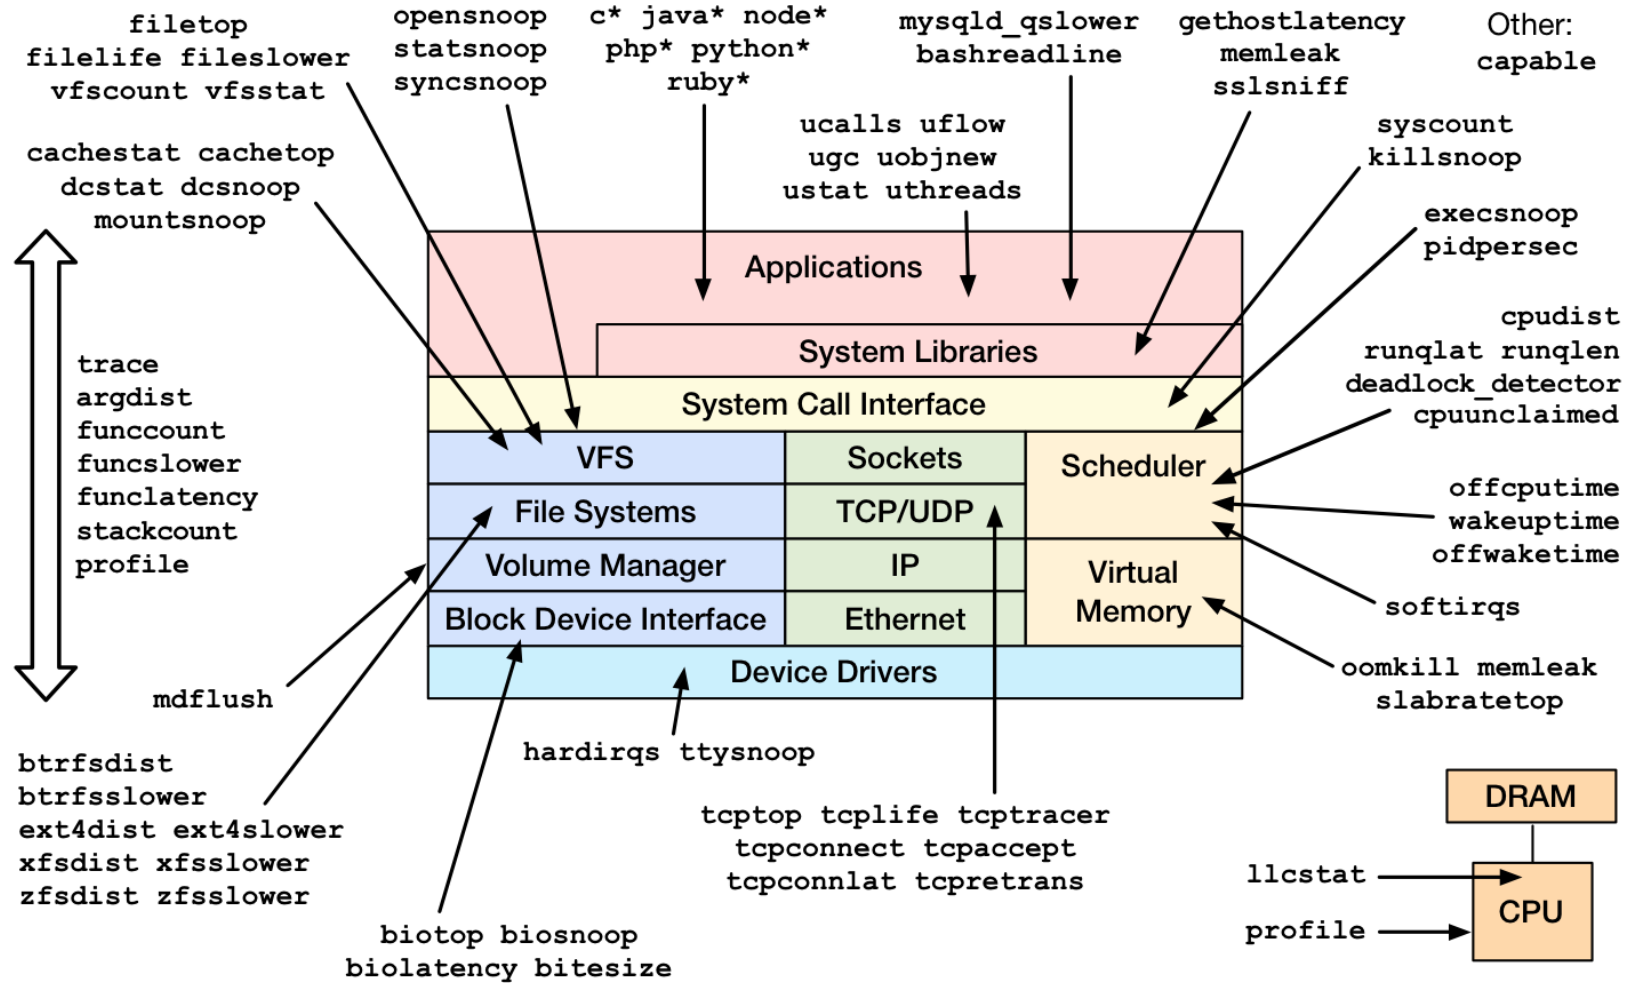 filetop
filelife fileslower
vfscount vfsstat
opensnoop
statsnoop
syncsnoop
c* java* node*
php* python*
ruby*
mysqld_qslower
bashreadline
gethostlatency
memleak
sslsniff
Other:
capable
ucalls uflow
ugc uobjnew
ustat uthreads
syscount
killsnoop
cachestat cachetop
dcstat dcsnoop
mountsnoop
execsnoop
pidpersec
Applications
System Libraries
System Call Interface
cpudist
runqlat runqlen
deadlock_detector
cpuunclaimed
trace
argdist
funccount
funcslower
funclatency
stackcount
profile
VFS
File Systems
Volume Manager
Block Device Interface
Sockets
TCP/UDP
IP
Ethernet
Scheduler
Virtual
Memory
Device Drivers
offcputime
wakeuptime
offwaketime
softirqs
oomkill memleak
slabratetop
mdflush
hardirqs ttysnoop
btrfsdist
btrfsslower
ext4dist ext4slower
xfsdist xfsslower
zfsdist zfsslower
biotop biosnoop
biolatency bitesize
tcptop tcplife tcptracer
tcpconnect tcpaccept
tcpconnlat tcpretrans
DRAM
llcstat
CPU
profile